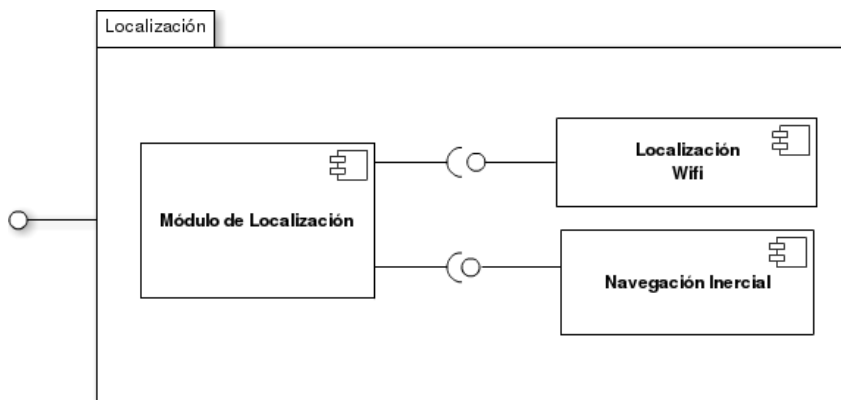 Localización
Localización
Wifi
Módulo de Localización
Navegación Inercial